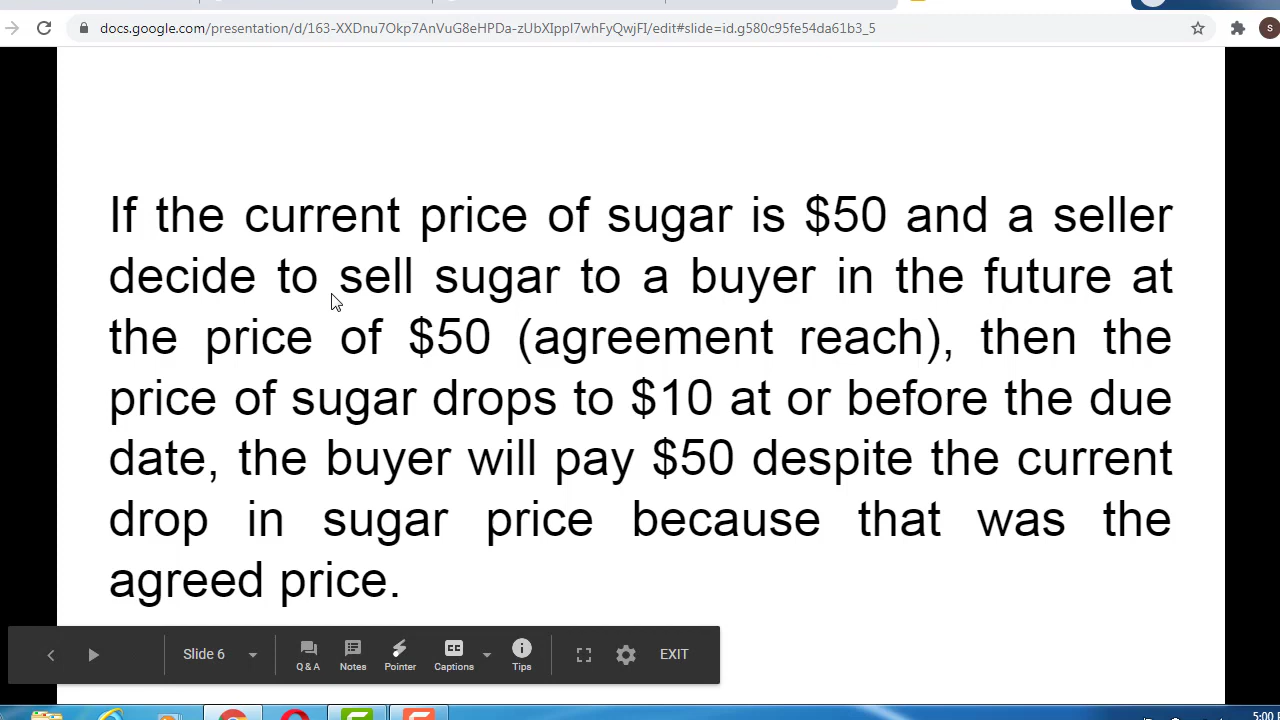 docs.google.com/presentation/d/163-XXDnu7Okp7AnVuG8eHPDa-zUbXIppI7whFyQwjFI/edit#slide=id.g580c95fe54da61b3_5
S
If the current price of sugar is $50 and a seller
decide to sell sugar to a buyer in the future at
the price of $50 (agreement reach), then the
price of sugar drops to $10 at or before the due
date, the buyer will pay $50 despite the current
drop in sugar price because that was the
agreed price.
Slide 6
Q & A
Notes
Pointer
CC
Captions
Tips
EXIT